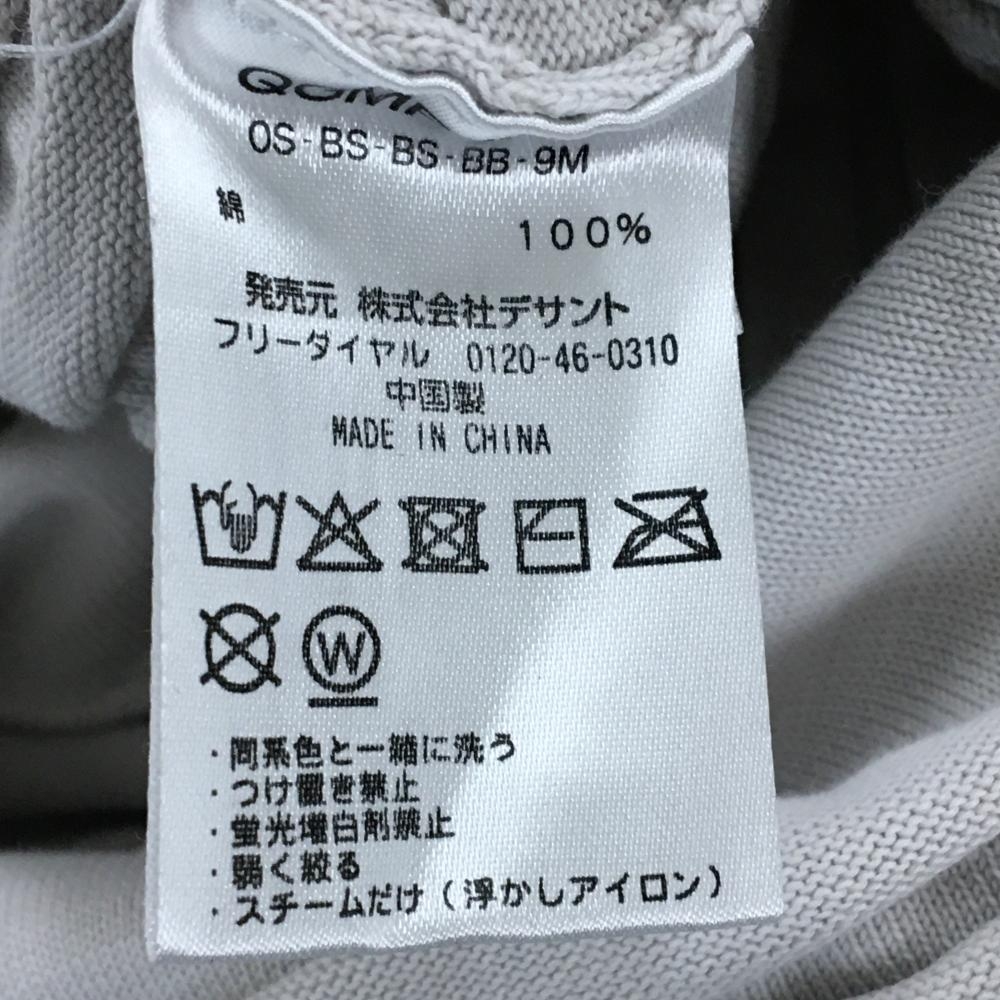 OS-BS-BS-BB-9M
綿 100%
発売元 株式会社デサント
フリーダイヤル 0120-46-0310
中国製
MADE IN CHINA
W
・同系色と一緒に洗う
・つけ置き禁止
・蛍光増白剤禁止
・弱く絞る
・スチームだけ(浮かしアイロン)